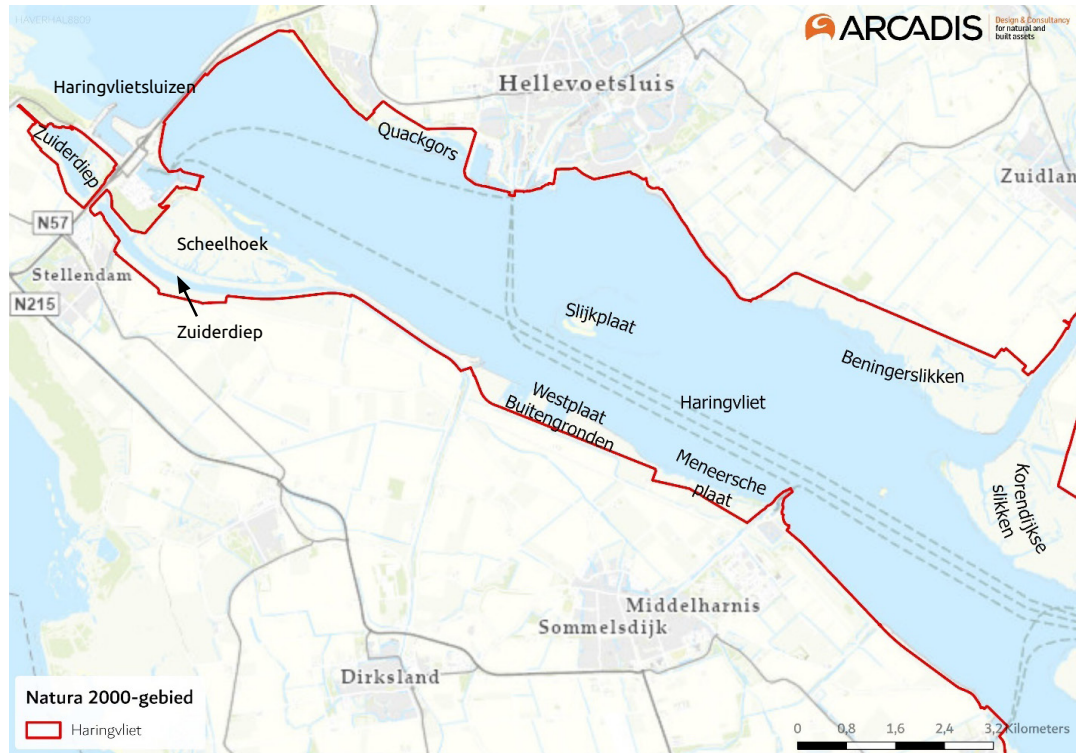 HAVERHAL8809
ARCADIS
Design & Consultancy
for natural and
built assets
Haringvlietsluizen
Hellevoetsluis
Zuiderdiep
Quackgors
Zuidlan
N57
Scheelhoek
Stellendam
N215
Zuiderdiep
Slijkplaat
Beningerslikken
Westplaat
Buitengronden
Haringvliet
Meneersche
plaat
Korendijkse
slikken
Middelharnis
Sommelsdijk
Dirksland
Natura 2000-gebied
Haringvliet
0 0,8 1,6 2,4 3,2 Kilometers